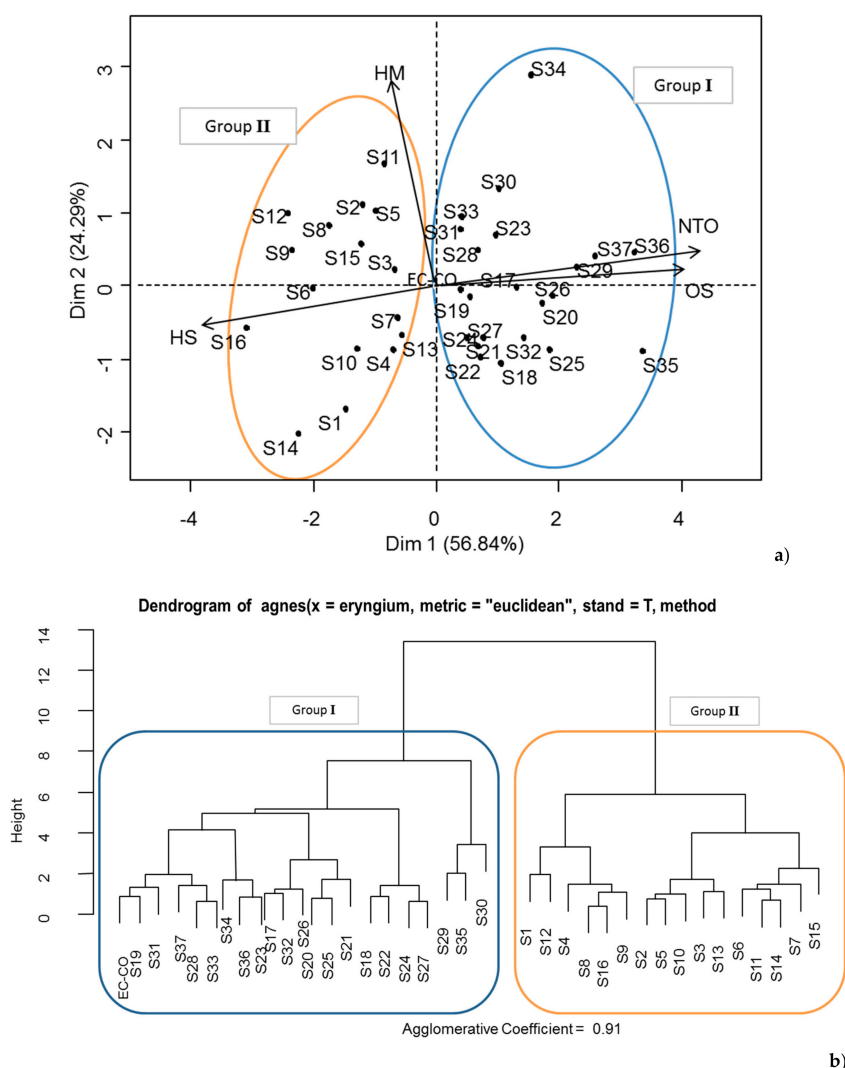 HM
S34
Group I
Group II
S11
S30
S12
S2
S5
S33
S8
S31
S23
NTO
S9
S15
S28
S37
S36
S3
EC-CO
S17
S29
S6
S26
OS
S19
S20
HS
S7
S16
S24
S27
S10
S4
S13
S21
S32
S25
S35
S22
S18
S1
S14
3
2
1
0
-1
-2
Dim 2 (24.29%)
-4 -2 0 2 4
Dim 1 (56.84%)
a)
Dendrogram of agnes(x = eryngium, metric = "euclidean", stand = T, method
14
12
10
8
6
4
2
0
Height
Group I
Group II
EC-CO
S19
S31
S37
S28
S33
S34
S36
S23
S17
S32
S26
S20
S25
S21
S18
S22
S24
S27
S29
S35
S30
S1
S12
S4
S8
S16
S9
S2
S5
S10
S3
S13
S6
S11
S14
S7
S15
Agglomerative Coefficient = 0.91
b)